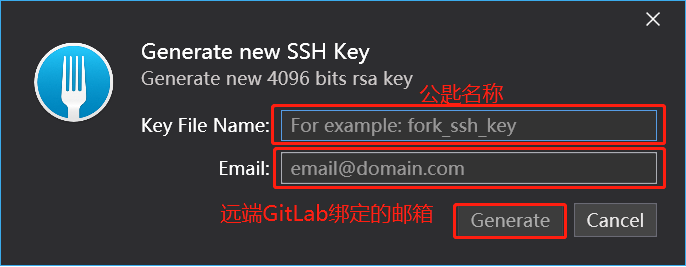 Generate new SSH Key
Generate new 4096 bits rsa key
公匙名称
Key File Name: For example: fork_ssh_key
Email: email@domain.com
远端GitLab绑定的邮箱
Generate Cancel